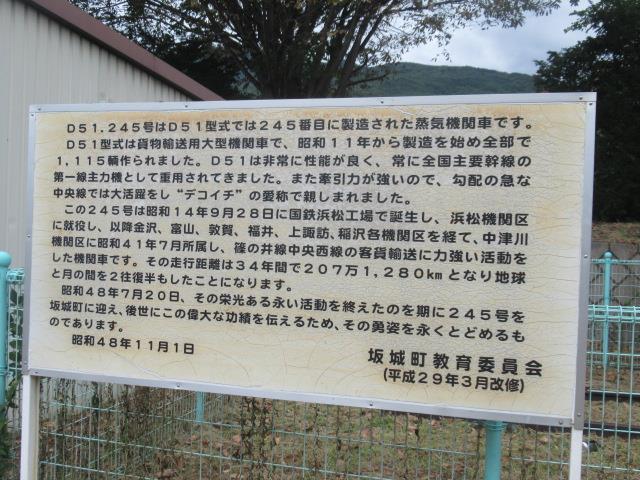 D51.245号はD51型式では245番目に製造された蒸気機関車です。
D51型式は貨物輸送用大型機関車で、昭和11年から製造を始め全部で
1,115輌作られました。D51は非常に性能が良く、常に全国主要幹線の
第一線主力機として重用されてきました。また牽引力が強いので、勾配の急な
中央線では大活躍をし“デコイチ”の愛称で親しまれました。
この245号は昭和14年9月28日に国鉄浜松工場で誕生し、浜松機関区
に就役し、以降金沢、富山、敦賀、福井、上諏訪、稲沢各機関区を経て、中津川
機関区に昭和41年7月所属し、篠の井線中央西線の客貨輸送に力強い活動を
した機関車です。その走行距離は34年間で207万1,280kmとなり地球
と月の間を2往復半もしたことになります。
昭和48年7月20日、その栄光ある永い活動を終えたのを期に245号を
坂城町に迎え、後世にこの偉大な功績を伝えるため、その勇姿を永くとどめるも
のであります。
昭和48年11月1日
坂城町教育委員会
(平成29年3月改修)